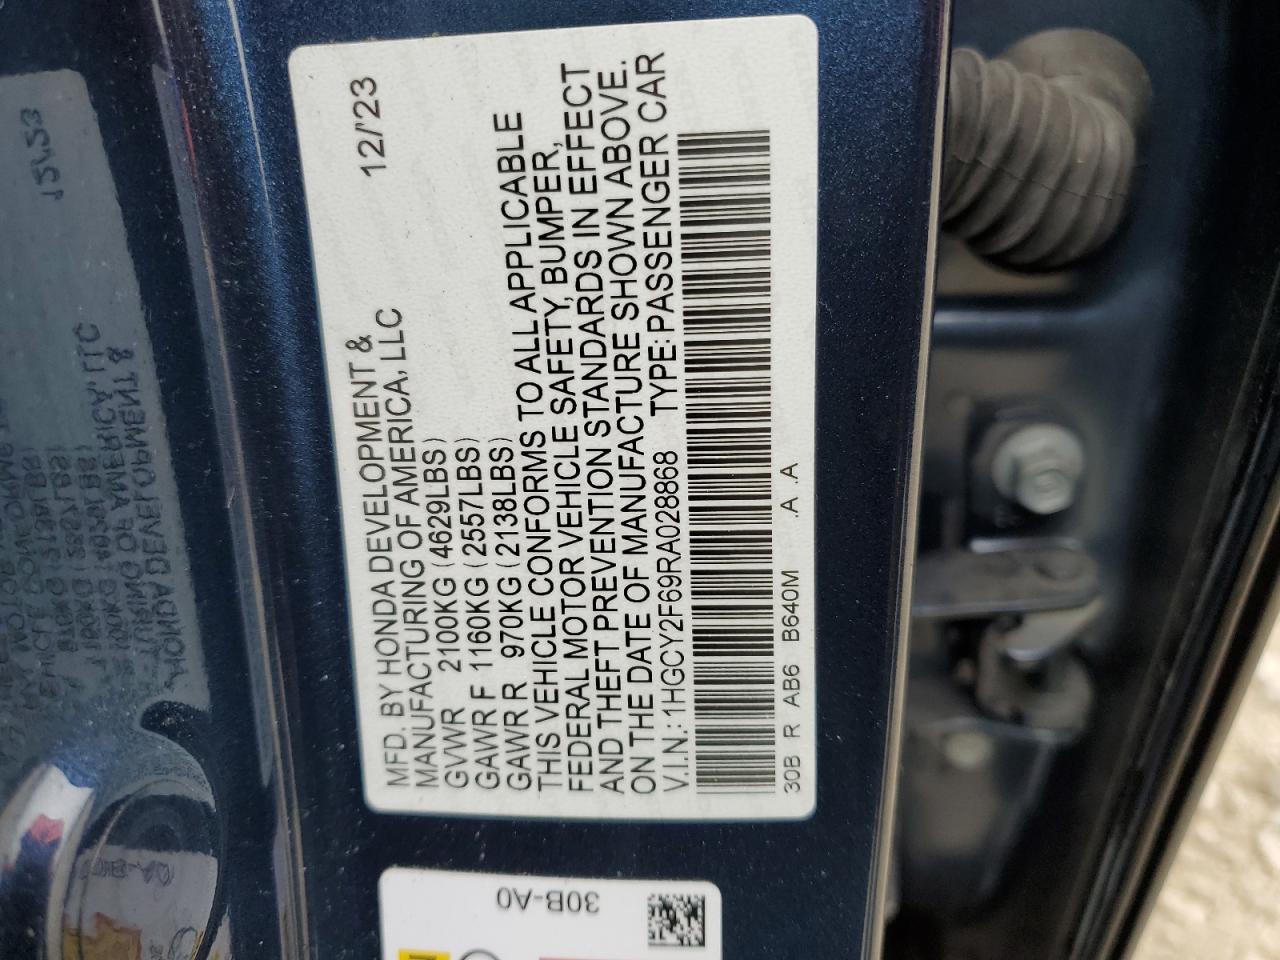 MFD. BY HONDA DEVELOPMENT & 12/'23
MANUFACTURING OF AMERICA, LLC
GVWR 2100KG (4629LBS)
GAWR F 1160KG (2557LBS)
GAWR R 970KG (2138LBS)
THIS VEHICLE CONFORMS TO ALL APPLICABLE
FEDERAL MOTOR VEHICLE SAFETY, BUMPER,
AND THEFT PREVENTION STANDARDS IN EFFECT
ON THE DATE OF MANUFACTURE SHOWN ABOVE.
V.I.N.: 1HGCY2F69RA028868 TYPE: PASSENGER CAR
30B R AB6 B640M .A A
30B-A0